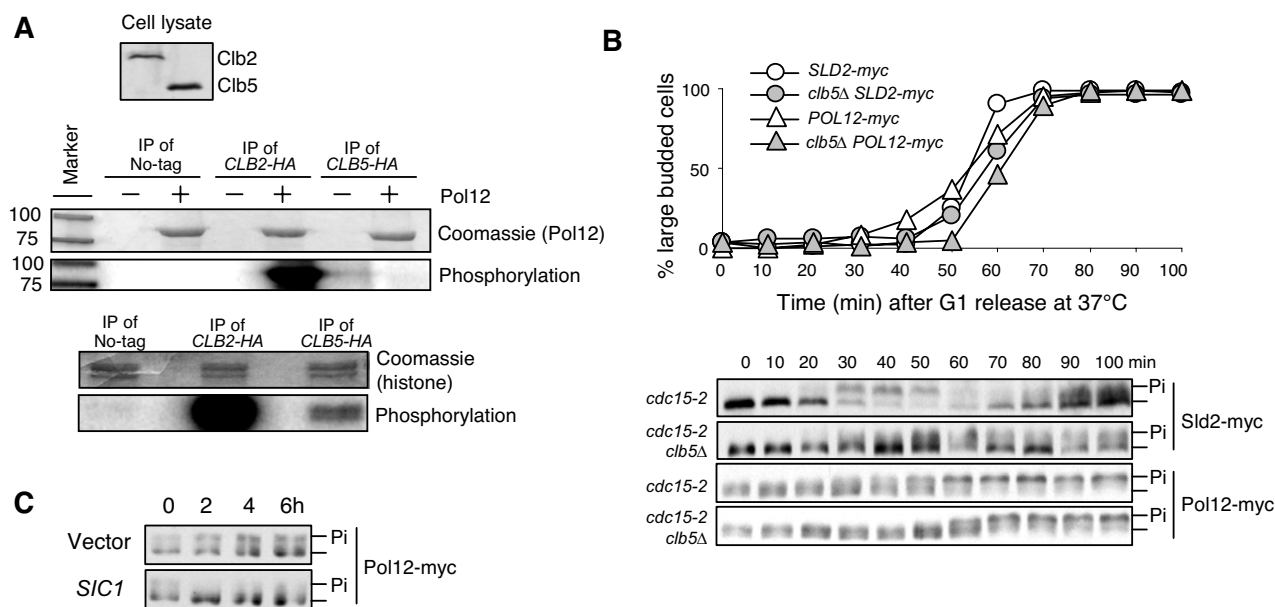 A
Cell lysate
Clb2
Clb5
Marker
IP of No-tag
IP of CLB2-HA
IP of CLB5-HA
− + − + − + Pol12
100
75
Coomassie (Pol12)
100
75
Phosphorylation
IP of No-tag
IP of CLB2-HA
IP of CLB5-HA
Coomassie (histone)
Phosphorylation
B
SLD2-myc
clb5Δ SLD2-myc
POL12-myc
clb5Δ POL12-myc
% large budded cells
100
50
0
0 10 20 30 40 50 60 70 80 90 100
Time (min) after G1 release at 37°C
0 10 20 30 40 50 60 70 80 90 100 min
cdc15-2 Pi
cdc15-2 clb5Δ Pi
Sld2-myc
cdc15-2 Pi
cdc15-2 clb5Δ Pi
Pol12-myc
C
0 2 4 6h
Vector Pi
SIC1 Pi
Pol12-myc